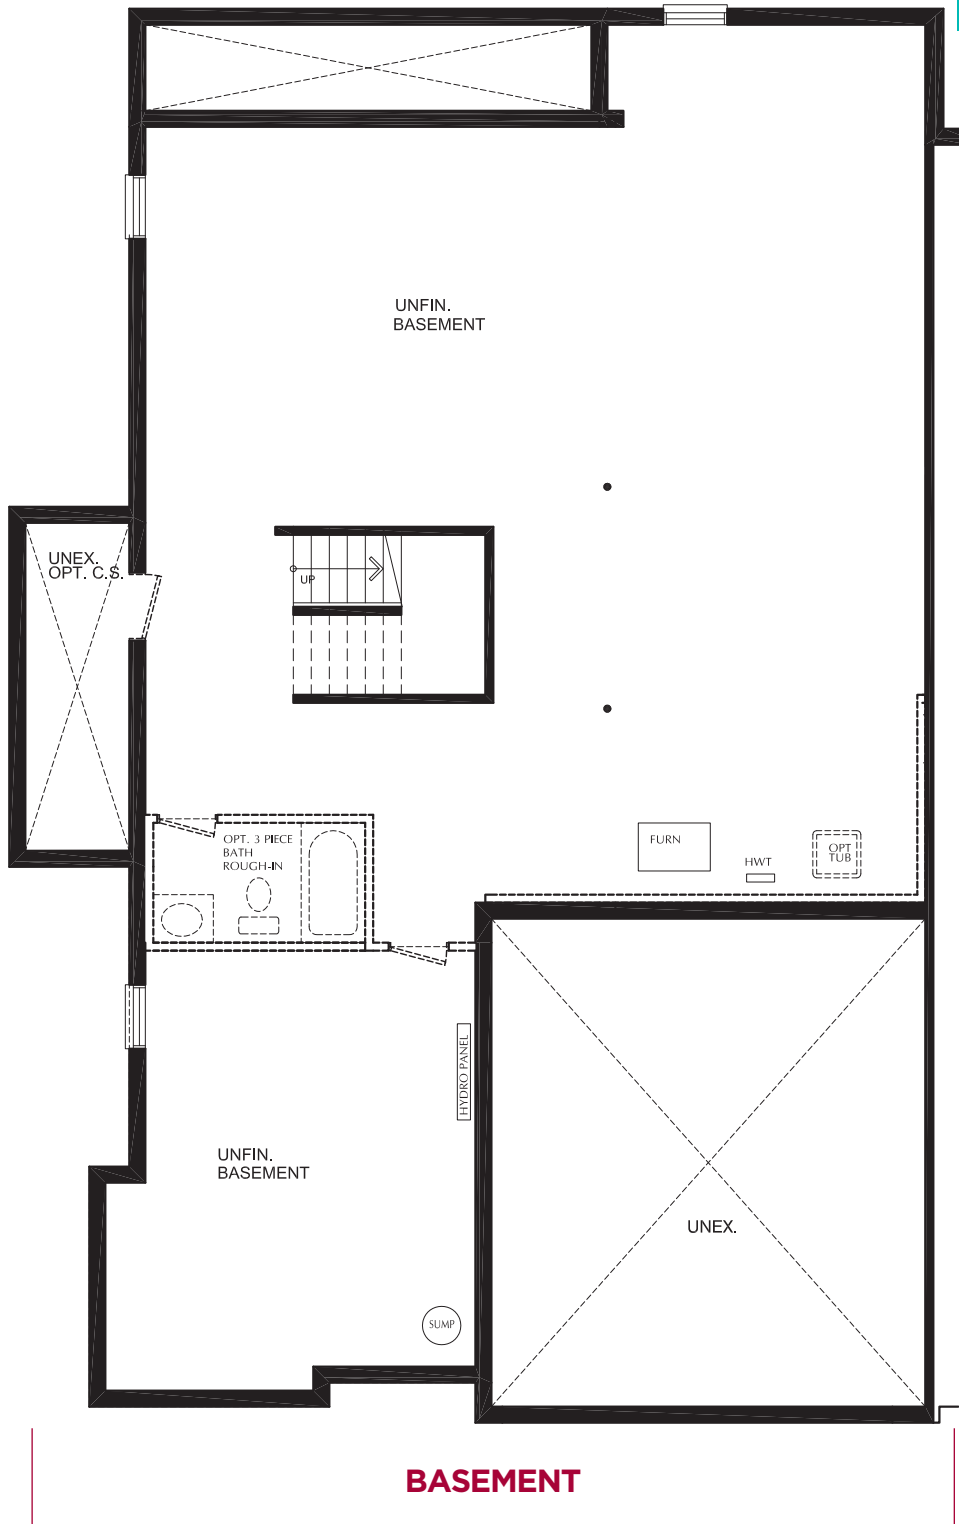 UNFIN.
BASEMENT
UNEX.
OPT. C.S.
UP
OPT. 3 PIECE
BATH
ROUGH-IN
FURN
HWT
OPT
TUB
HYDRO PANEL
UNFIN.
BASEMENT
UNEX.
SUMP
BASEMENT